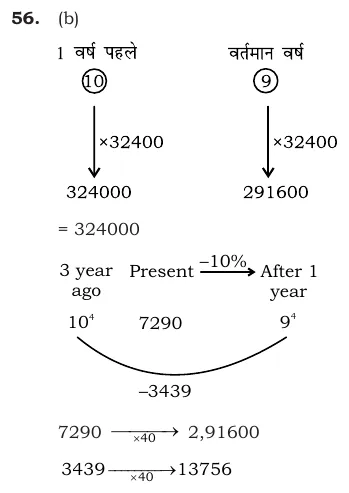 56. (b)
1 वर्ष पहले वर्तमान वर्ष
10 9
×32400 ×32400
324000 291600
= 324000
3 year ago Present –10% After 1 year
10⁴ 7290 9⁴
–3439
7290 ×40 2,91600
3439 ×40 13756